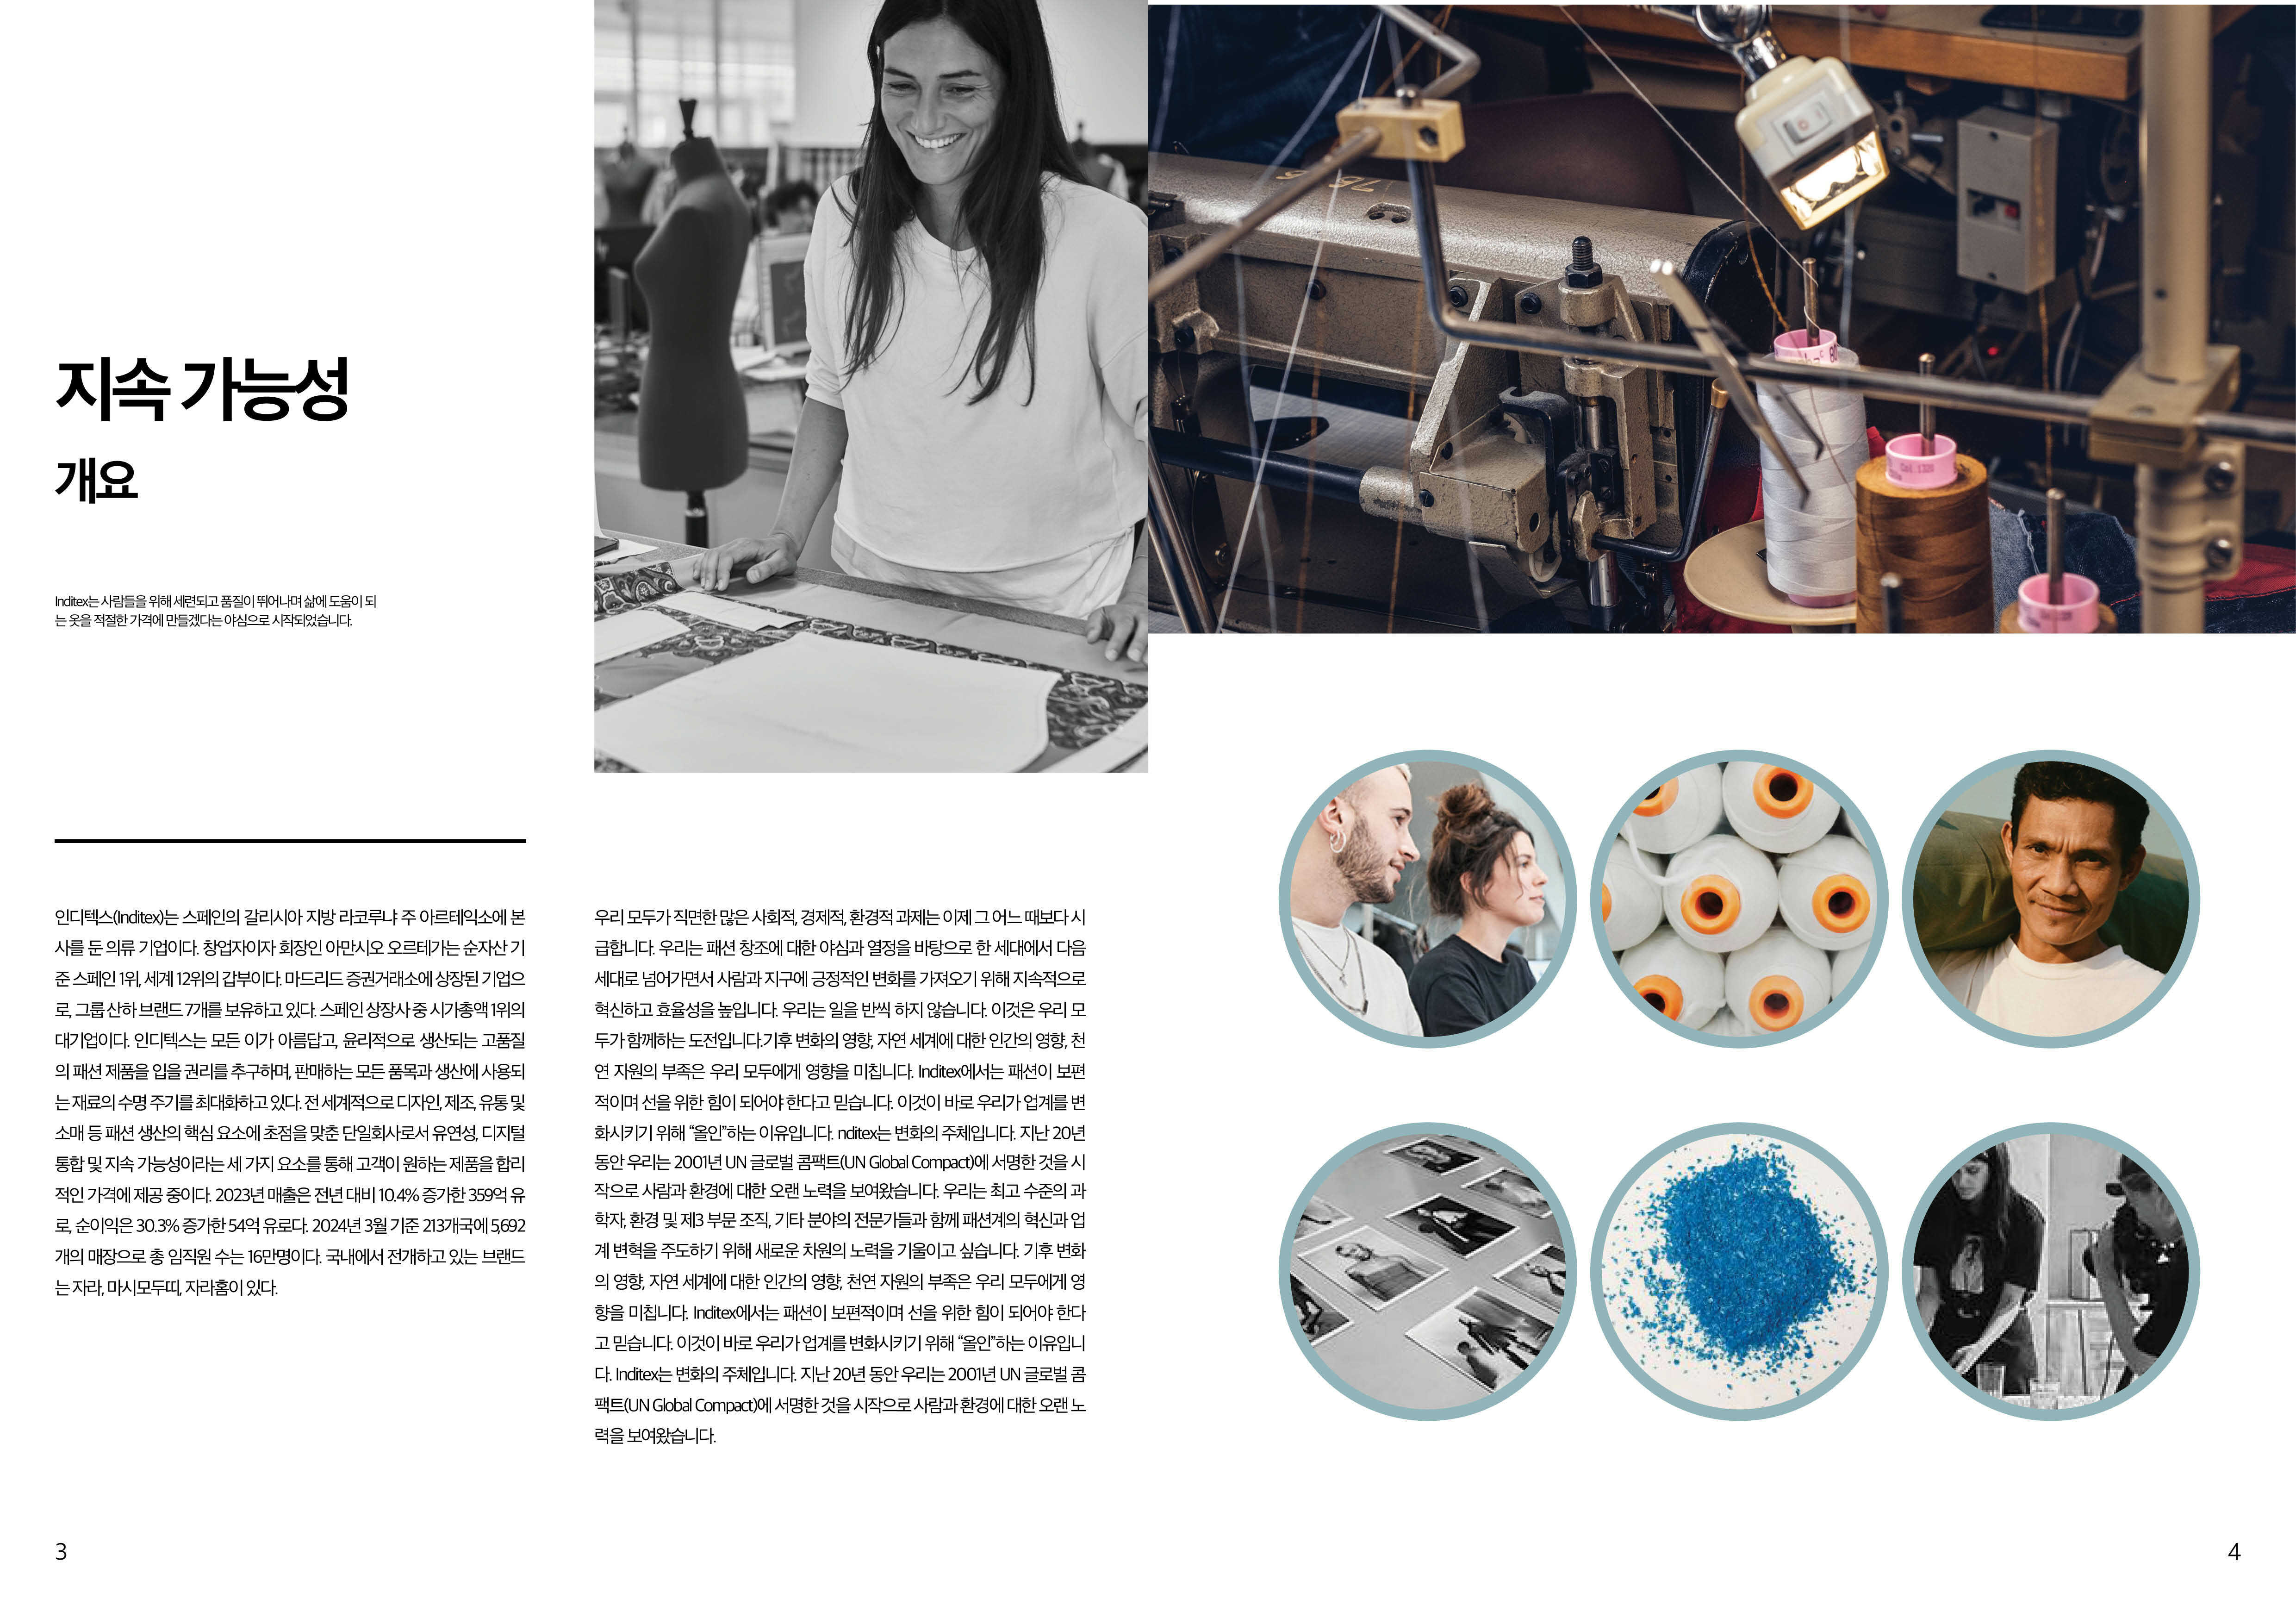 지속 가능성
개요
Inditex는 사람들을 위해 세련되고 품질이 뛰어나며 삶에 도움이 되
는 옷을 적절한 가격에 만들겠다는 야심으로 시작되었습니다.
인디텍스(Inditex)는 스페인의 갈리시아 지방 라코루냐 주 아르테익소에 본
사를 둔 의류 기업이다. 창업자이자 회장인 아만시오 오르테가는 순자산 기
준 스페인 1위, 세계 12위의 갑부이다. 마드리드 증권거래소에 상장된 기업으
로, 그룹 산하 브랜드 7개를 보유하고 있다. 스페인 상장사 중 시가총액 1위의
대기업이다. 인디텍스는 모든 이가 아름답고, 윤리적으로 생산되는 고품질
의 패션 제품을 입을 권리를 추구하며, 판매하는 모든 품목과 생산에 사용되
는 재료의 수명 주기를 최대화하고 있다. 전 세계적으로 디자인, 제조, 유통 및
소매 등 패션 생산의 핵심 요소에 초점을 맞춘 단일회사로서 유연성, 디지털
통합 및 지속 가능성이라는 세 가지 요소를 통해 고객이 원하는 제품을 합리
적인 가격에 제공 중이다. 2023년 매출은 전년 대비 10.4% 증가한 359억 유
로, 순이익은 30.3% 증가한 54억 유로다. 2024년 3월 기준 213개국에 5,692
개의 매장으로 총 임직원 수는 16만명이다. 국내에서 전개하고 있는 브랜드
는 자라, 마시모두띠, 자라홈이 있다.
우리 모두가 직면한 많은 사회적, 경제적, 환경적 과제는 이제 그 어느 때보다 시
급합니다. 우리는 패션 창조에 대한 야심과 열정을 바탕으로 한 세대에서 다음
세대로 넘어가면서 사람과 지구에 긍정적인 변화를 가져오기 위해 지속적으로
혁신하고 효율성을 높입니다. 우리는 일을 반씩 하지 않습니다. 이것은 우리 모
두가 함께하는 도전입니다.기후 변화의 영향, 자연 세계에 대한 인간의 영향, 천
연 자원의 부족은 우리 모두에게 영향을 미칩니다. Inditex에서는 패션이 보편
적이며 선을 위한 힘이 되어야 한다고 믿습니다. 이것이 바로 우리가 업계를 변
화시키기 위해 “올인”하는 이유입니다. nditex는 변화의 주체입니다. 지난 20년
동안 우리는 2001년 UN 글로벌 콤팩트(UN Global Compact)에 서명한 것을 시
작으로 사람과 환경에 대한 오랜 노력을 보여왔습니다. 우리는 최고 수준의 과
학자, 환경 및 제3 부문 조직, 기타 분야의 전문가들과 함께 패션계의 혁신과 업
계 변혁을 주도하기 위해 새로운 차원의 노력을 기울이고 싶습니다. 기후 변화
의 영향, 자연 세계에 대한 인간의 영향, 천연 자원의 부족은 우리 모두에게 영
향을 미칩니다. Inditex에서는 패션이 보편적이며 선을 위한 힘이 되어야 한다
고 믿습니다. 이것이 바로 우리가 업계를 변화시키기 위해 “올인”하는 이유입니
다. Inditex는 변화의 주체입니다. 지난 20년 동안 우리는 2001년 UN 글로벌 콤
팩트(UN Global Compact)에 서명한 것을 시작으로 사람과 환경에 대한 오랜 노
력을 보여왔습니다.
3
4